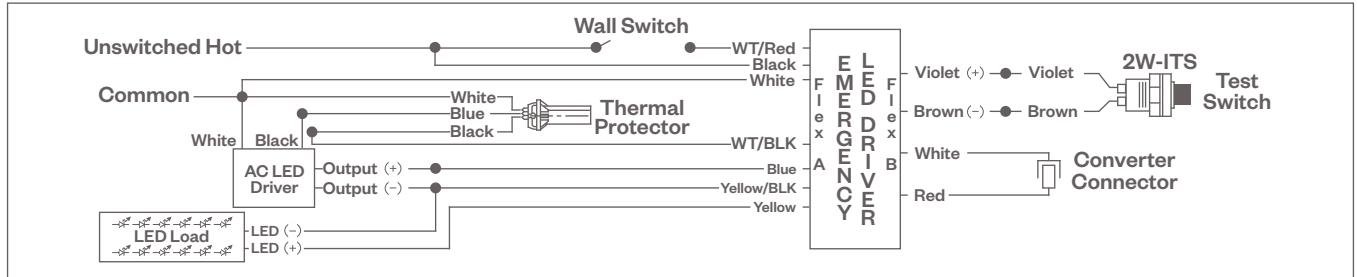 Unswitched Hot
Wall Switch
WT/Red
Black
White
Common
White
Blue
Black
Thermal
Protector
White
Black
WT/BLK
AC LED
Driver
Output (+)
Output (-)
Blue
Yellow/BLK
Yellow
LED Load
LED (-)
LED (+)
Flex A
EMERGENCY
LED DRIVER
Flex B
Violet (+)
Violet
2W-ITS
Test
Switch
Brown (-)
Brown
White
Red
Converter
Connector